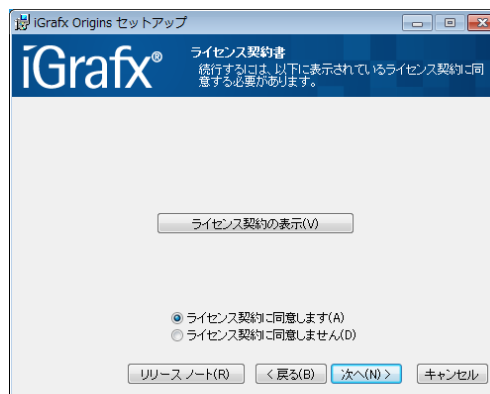 iGrafx Origins セットアップ
iGrafx®
ライセンス契約書
続行するには、以下に表示されているライセンス契約に同
意する必要があります。
ライセンス契約の表示(V)
ライセンス契約に同意します(A)
ライセンス契約に同意しません(D)
リリース ノート(R) < 戻る(B) 次へ(N) > キャンセル